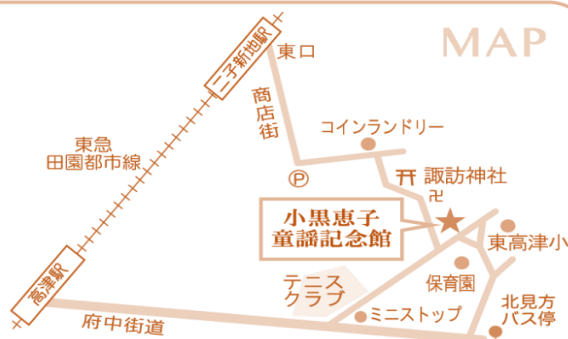 MAP
二子新地駅
東口
商店街
コインランドリー
東急
田園都市線
Ⓟ
諏訪神社
卍
小黒恵子
童謡記念館
東高津小
高津駅
テニス
クラブ
保育園
ミニストップ
北見方
バス停
府中街道